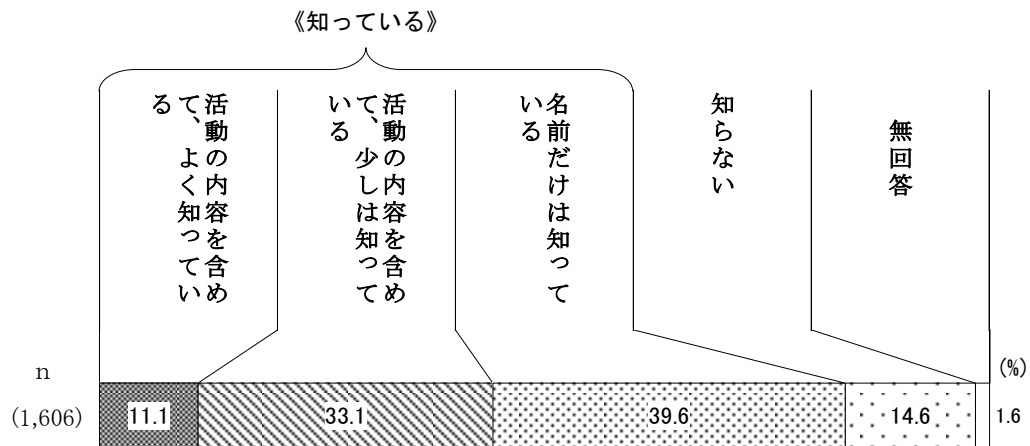 《知っている》
活動の内容を含め
て、よく知ってい
る
活動の内容を含め
て、少しは知って
いる
名前だけは知って
いる
知らない
無回答
n
(%)
(1,606)
11.1
33.1
39.6
14.6
1.6